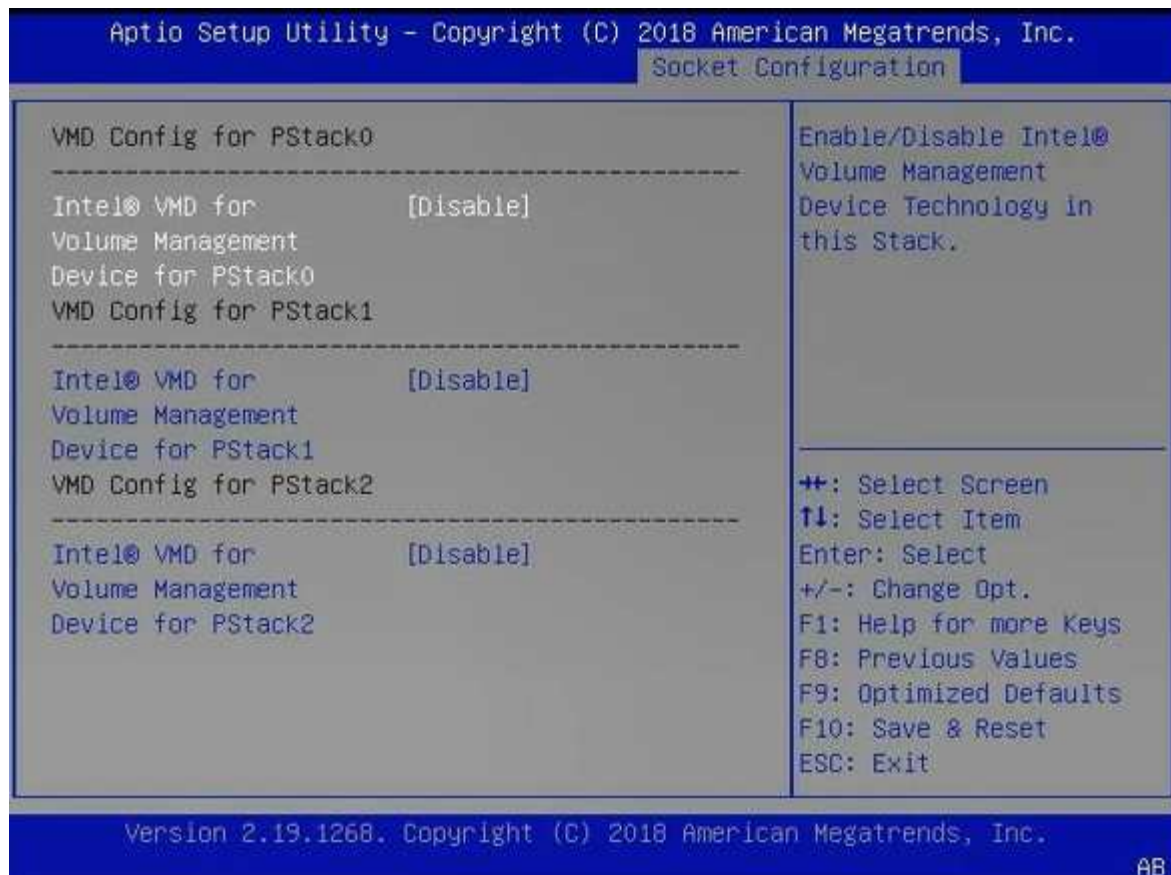 Aptio Setup Utility – Copyright (C) 2018 American Megatrends, Inc.
Socket Configuration
VMD Config for PStack0
------------------------------------------------
Intel® VMD for [Disable]
Volume Management
Device for PStack0
VMD Config for PStack1
------------------------------------------------
Intel® VMD for [Disable]
Volume Management
Device for PStack1
VMD Config for PStack2
------------------------------------------------
Intel® VMD for [Disable]
Volume Management
Device for PStack2
Enable/Disable Intel®
Volume Management
Device Technology in
this Stack.
→←: Select Screen
↑↓: Select Item
Enter: Select
+/-: Change Opt.
F1: Help for more Keys
F8: Previous Values
F9: Optimized Defaults
F10: Save & Reset
ESC: Exit
Version 2.19.1268. Copyright (C) 2018 American Megatrends, Inc.
AB